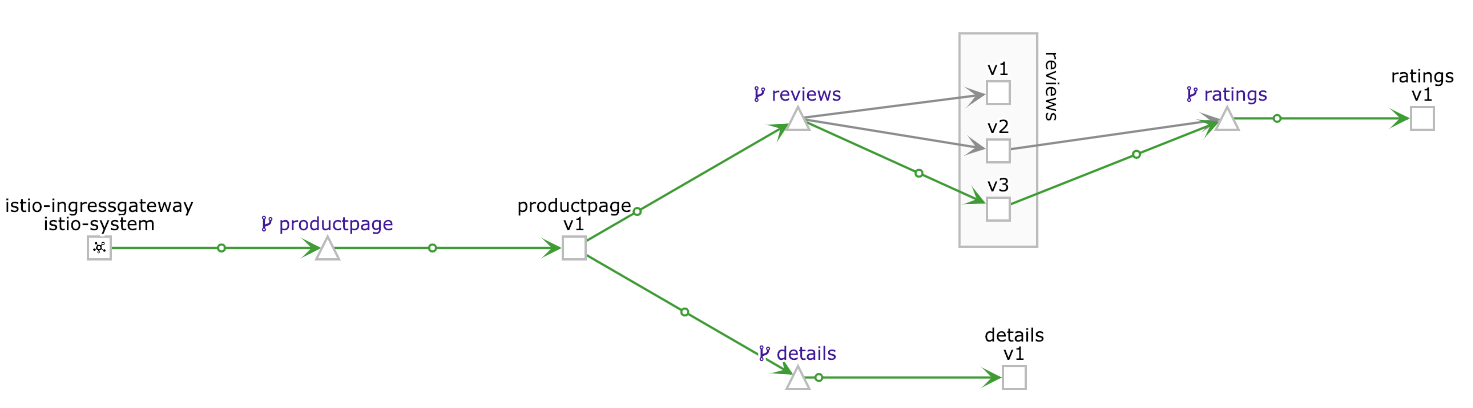 istio-ingressgateway
istio-system
productpage
productpage
v1
reviews
v1
v2
v3
reviews
ratings
ratings
v1
details
details
v1